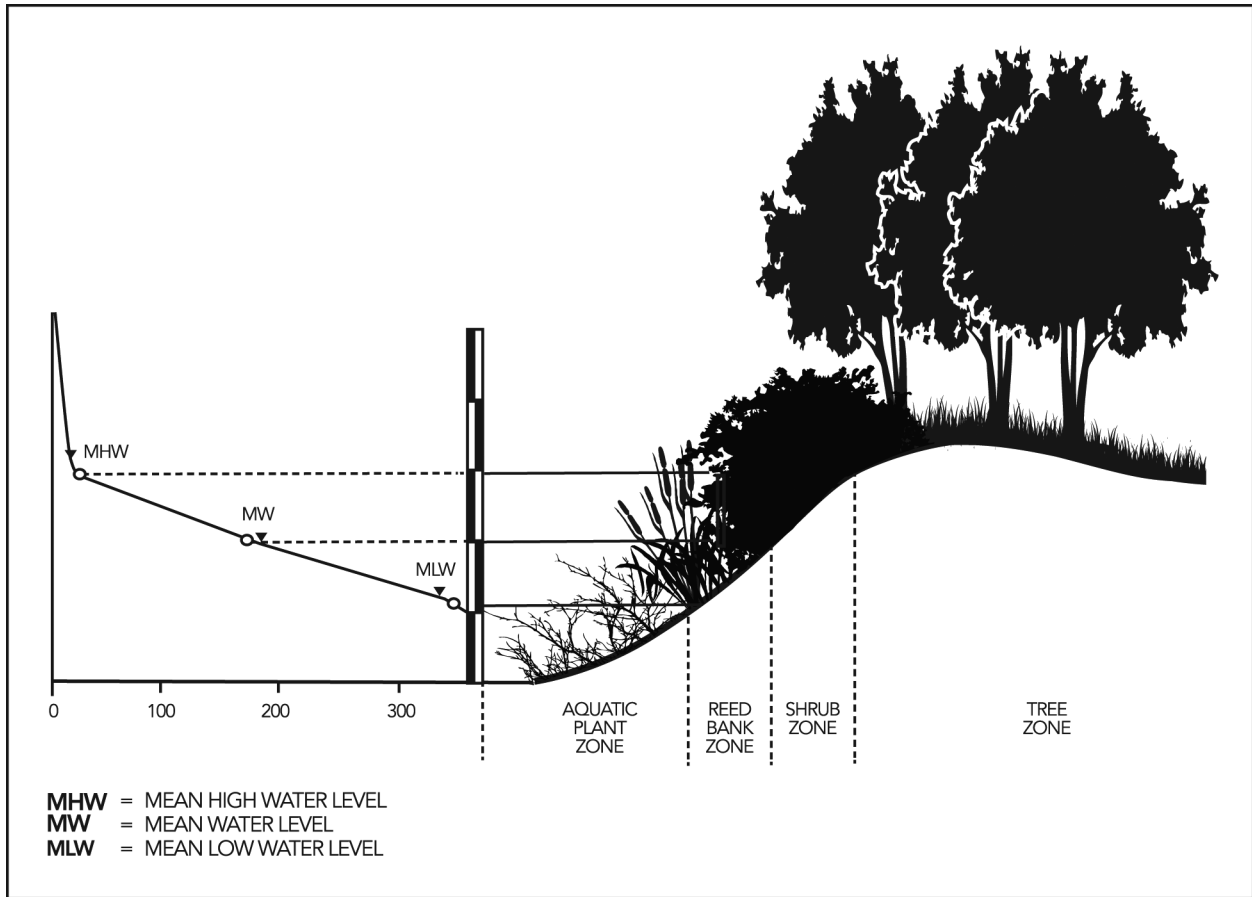 MHW
MW
MLW
0
100
200
300
AQUATIC
PLANT
ZONE
REED
BANK
ZONE
SHRUB
ZONE
TREE
ZONE
MHW = MEAN HIGH WATER LEVEL
MW = MEAN WATER LEVEL
MLW = MEAN LOW WATER LEVEL